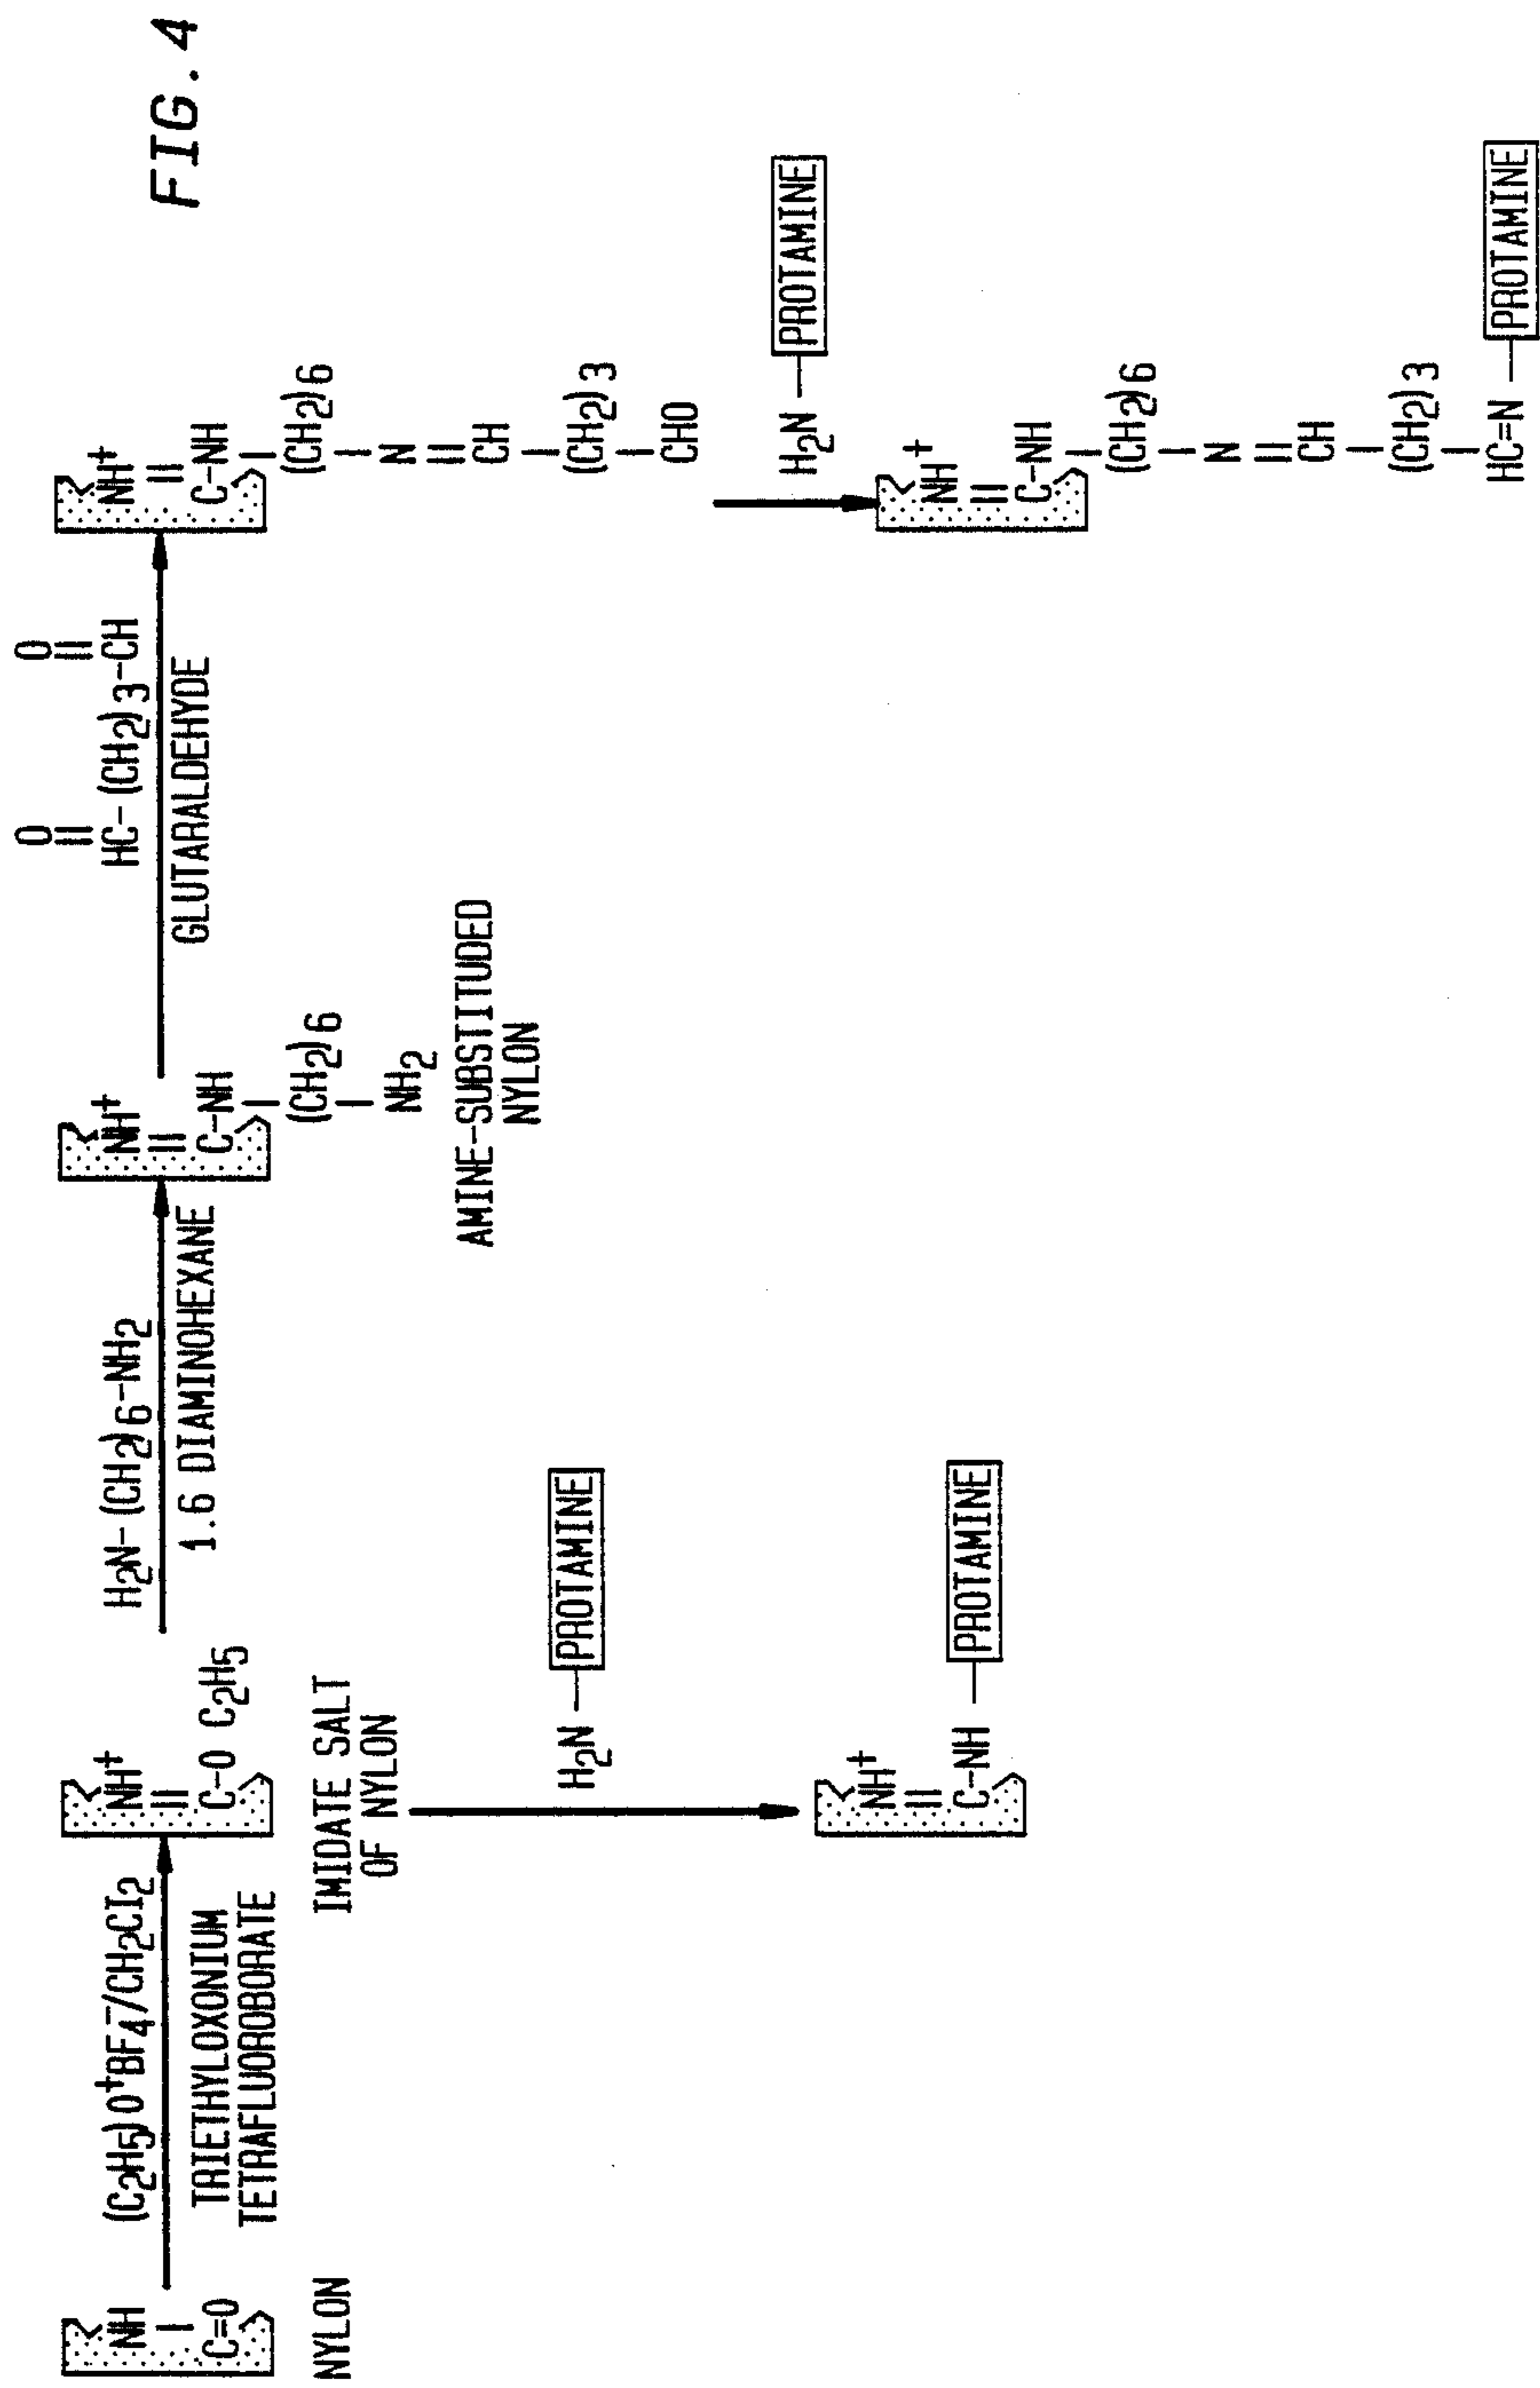 FIG. 4
NH
C=O
NYLON
(C2H5)O+BF4-/CH2Cl2
TRIETHYLOXONIUM
TETRAFLUOROBORATE
NH+
C-O C2H5
IMIDATE SALT
OF NYLON
H2N-(CH2)6-NH2
1.6 DIAMINOHEXANE
NH+
C-NH
(CH2)6
NH2
AMINE-SUBSTITUDED
NYLON
O O
HC-(CH2)3-CH
GLUTARALDEHYDE
NH+
C-NH
(CH2)6
N
CH
(CH2)3
CHO
H2N-PROTAMINE
NH+
C-NH-PROTAMINE
H2N-PROTAMINE
NH+
C-NH
(CH2)6
N
CH
(CH2)3
HC=N-PROTAMINE